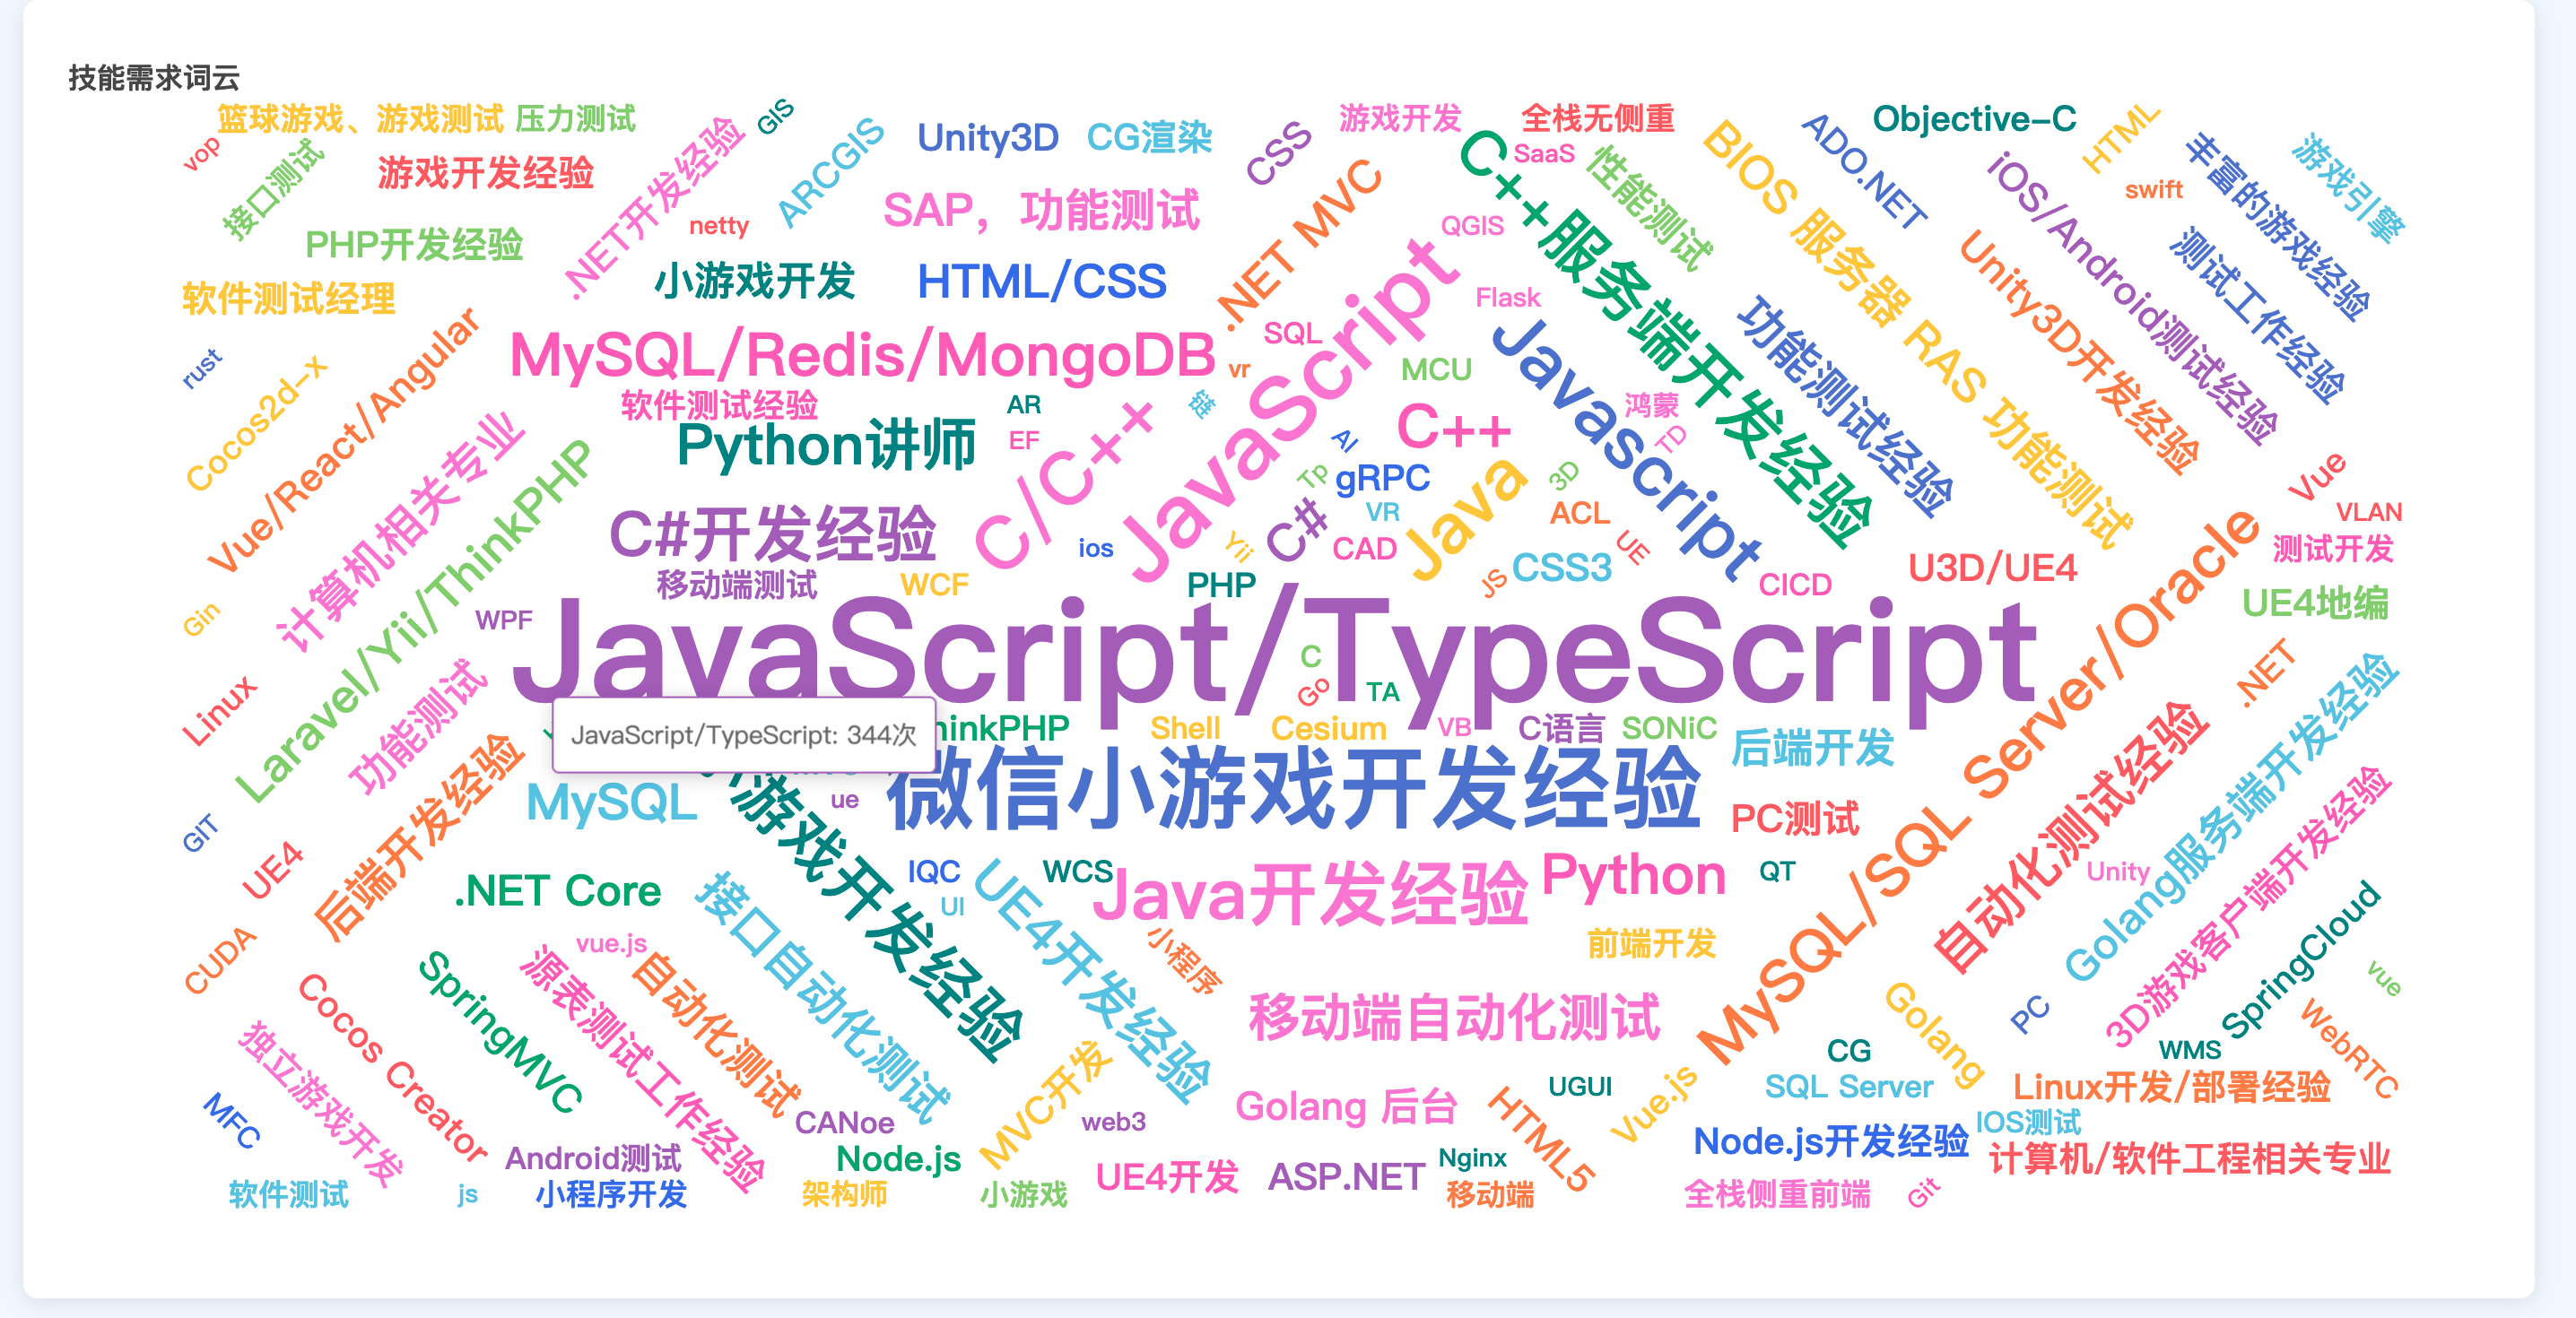 技能需求词云
篮球游戏、游戏测试
压力测试
GIS
vop
接口测试
游戏开发经验
.NET开发经验
ARCGIS
Unity3D
CG渲染
CSS
游戏开发
全栈无侧重
SaaS
性能测试
BIOS 服务器 RAS 功能测试
ADO.NET
Objective-C
HTML
swift
丰富的游戏经验
游戏引擎
iOS/Android测试经验
测试工作经验
Unity3D开发经验
PHP开发经验
netty
SAP，功能测试
.NET MVC
QGIS
C++服务端开发经验
软件测试经理
小游戏开发
HTML/CSS
Flask
功能测试经验
rust
Cocos2d-x
Vue/React/Angular
MySQL/Redis/MongoDB
vr
SQL
JavaScript
MCU
Javascript
鸿蒙
TD
软件测试经验
AR
链
Python讲师
EF
C/C++
AI
C++
Tp
gRPC
3D
Java
计算机相关专业
Laravel/Yii/ThinkPHP
C#开发经验
ios
Yii
C#
VR
CAD
ACL
UE
Vue
VLAN
测试开发
移动端测试
WCF
PHP
JS
CSS3
CICD
U3D/UE4
UE4地编
Gin
WPF
JavaScript/TypeScript
C
Go
TA
Linux
功能测试
.NET
MySQL/SQL Server/Oracle
JavaScript/TypeScript: 344次
hinkPHP
Shell
Cesium
VB
C语言
SONiC
后端开发
Golang服务端开发经验
自动化测试经验
GIT
UE4
后端开发经验
MySQL
ue
微信小游戏开发经验
PC测试
3D游戏客户端开发经验
游戏开发经验
.NET Core
接口自动化测试
IQC
UI
UE4开发经验
WCS
Java开发经验
Python
QT
Unity
SpringCloud
CUDA
vue.js
小程序
前端开发
vue
Cocos Creator
SpringMVC
源表测试工作经验
自动化测试
移动端自动化测试
Golang
PC
WebRTC
独立游戏开发
MVC开发
CG
WMS
MFC
CANoe
web3
Golang 后台
HTML5
UGUI
Vue.js
SQL Server
Linux开发/部署经验
IOS测试
Android测试
Node.js
UE4开发
ASP.NET
Nginx
Node.js开发经验
计算机/软件工程相关专业
软件测试
js
小程序开发
架构师
小游戏
移动端
全栈侧重前端
Git